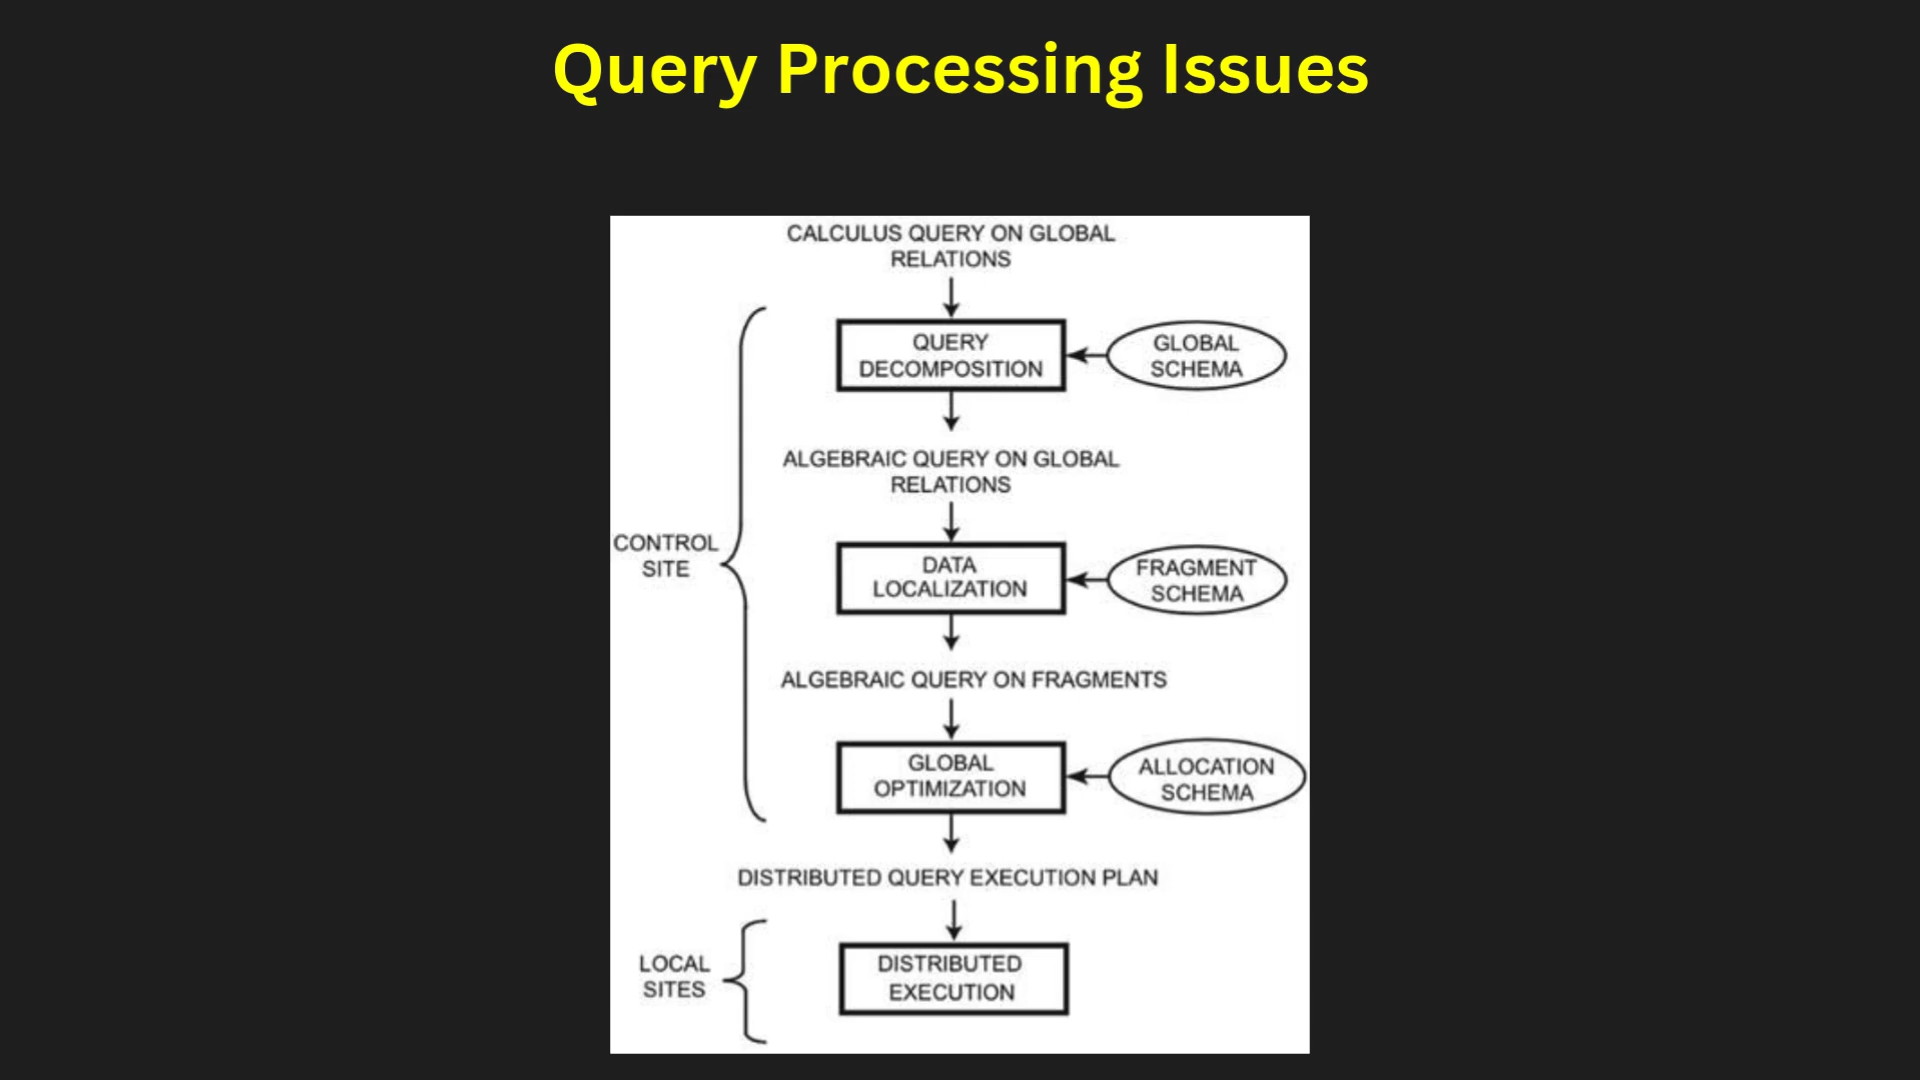 Query Processing Issues
CALCULUS QUERY ON GLOBAL
RELATIONS
QUERY
DECOMPOSITION
GLOBAL
SCHEMA
ALGEBRAIC QUERY ON GLOBAL
RELATIONS
CONTROL
SITE
DATA
LOCALIZATION
FRAGMENT
SCHEMA
ALGEBRAIC QUERY ON FRAGMENTS
GLOBAL
OPTIMIZATION
ALLOCATION
SCHEMA
DISTRIBUTED QUERY EXECUTION PLAN
LOCAL
SITES
DISTRIBUTED
EXECUTION